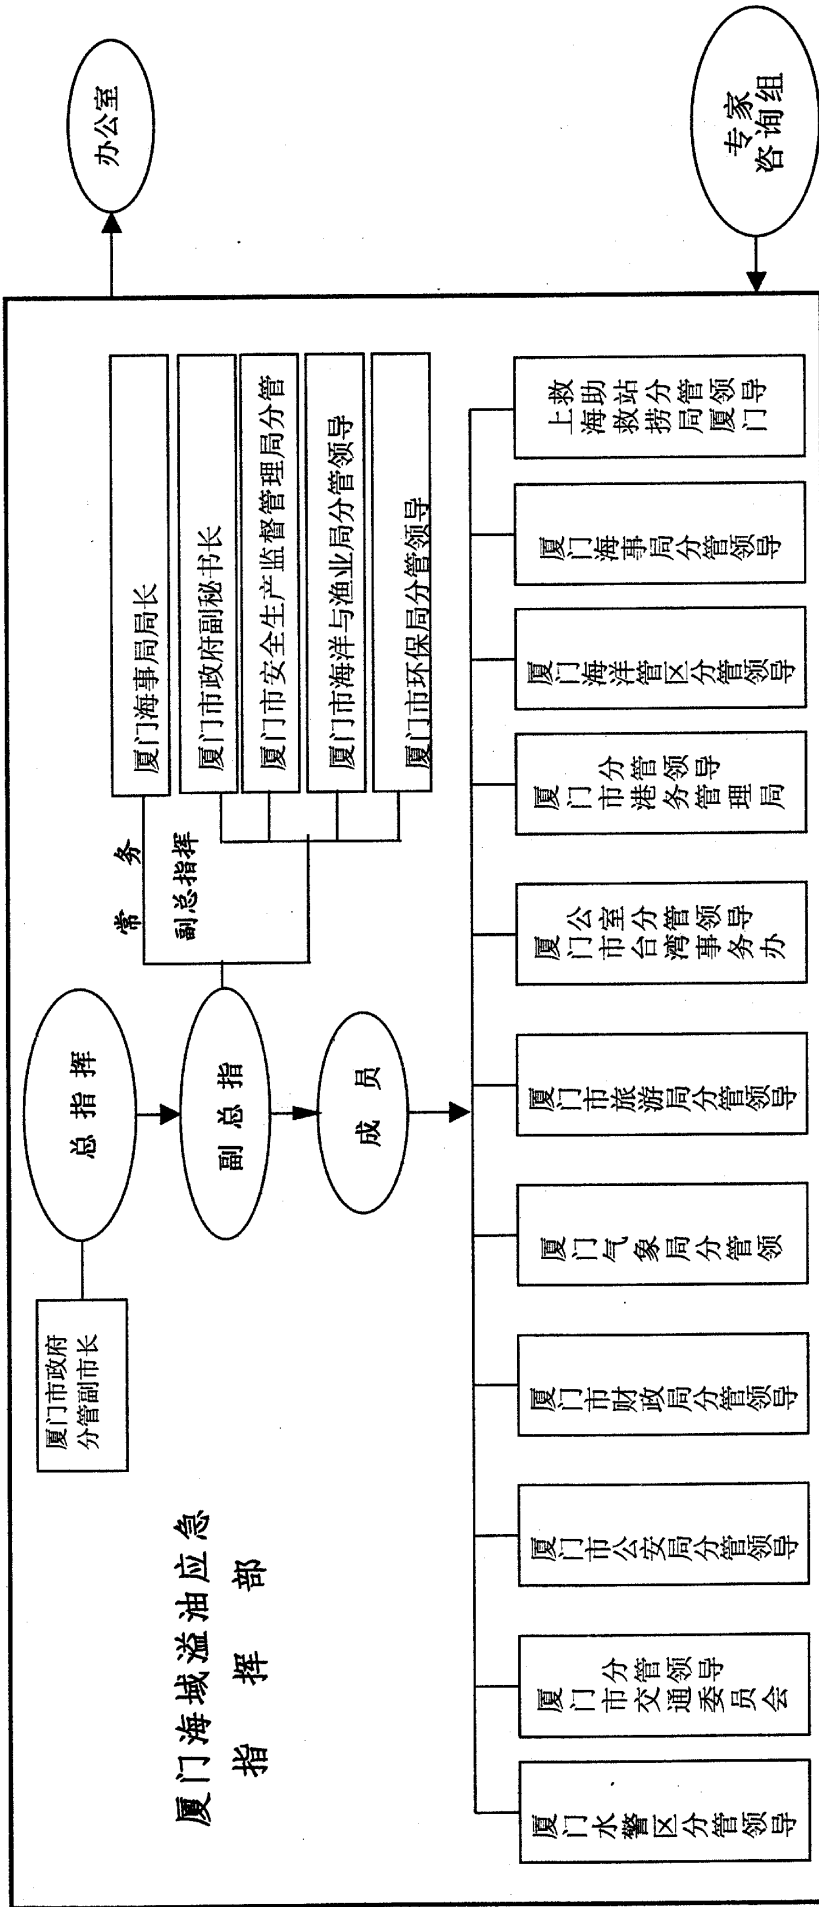 厦门海域溢油应急
指挥部
厦门市政府
分管副市长
总指挥
副总指
成员
常务
副总指挥
厦门海事局局长
厦门市政府副秘书长
厦门市安全生产监督管理局分管
厦门市海洋与渔业局分管领导
厦门市环保局分管领导
厦门水警区分管领导
厦门市交通委员会
分管领导
厦门市公安局分管领导
厦门市财政局分管领导
厦门气象局分管领
厦门市旅游局分管领导
厦门市台湾事务办
公室分管领导
厦门市港务管理局
分管领导
厦门海洋管区分管领导
厦门海事局分管领导
上海救捞局厦门
救助站分管领导
办公室
专家
咨询组